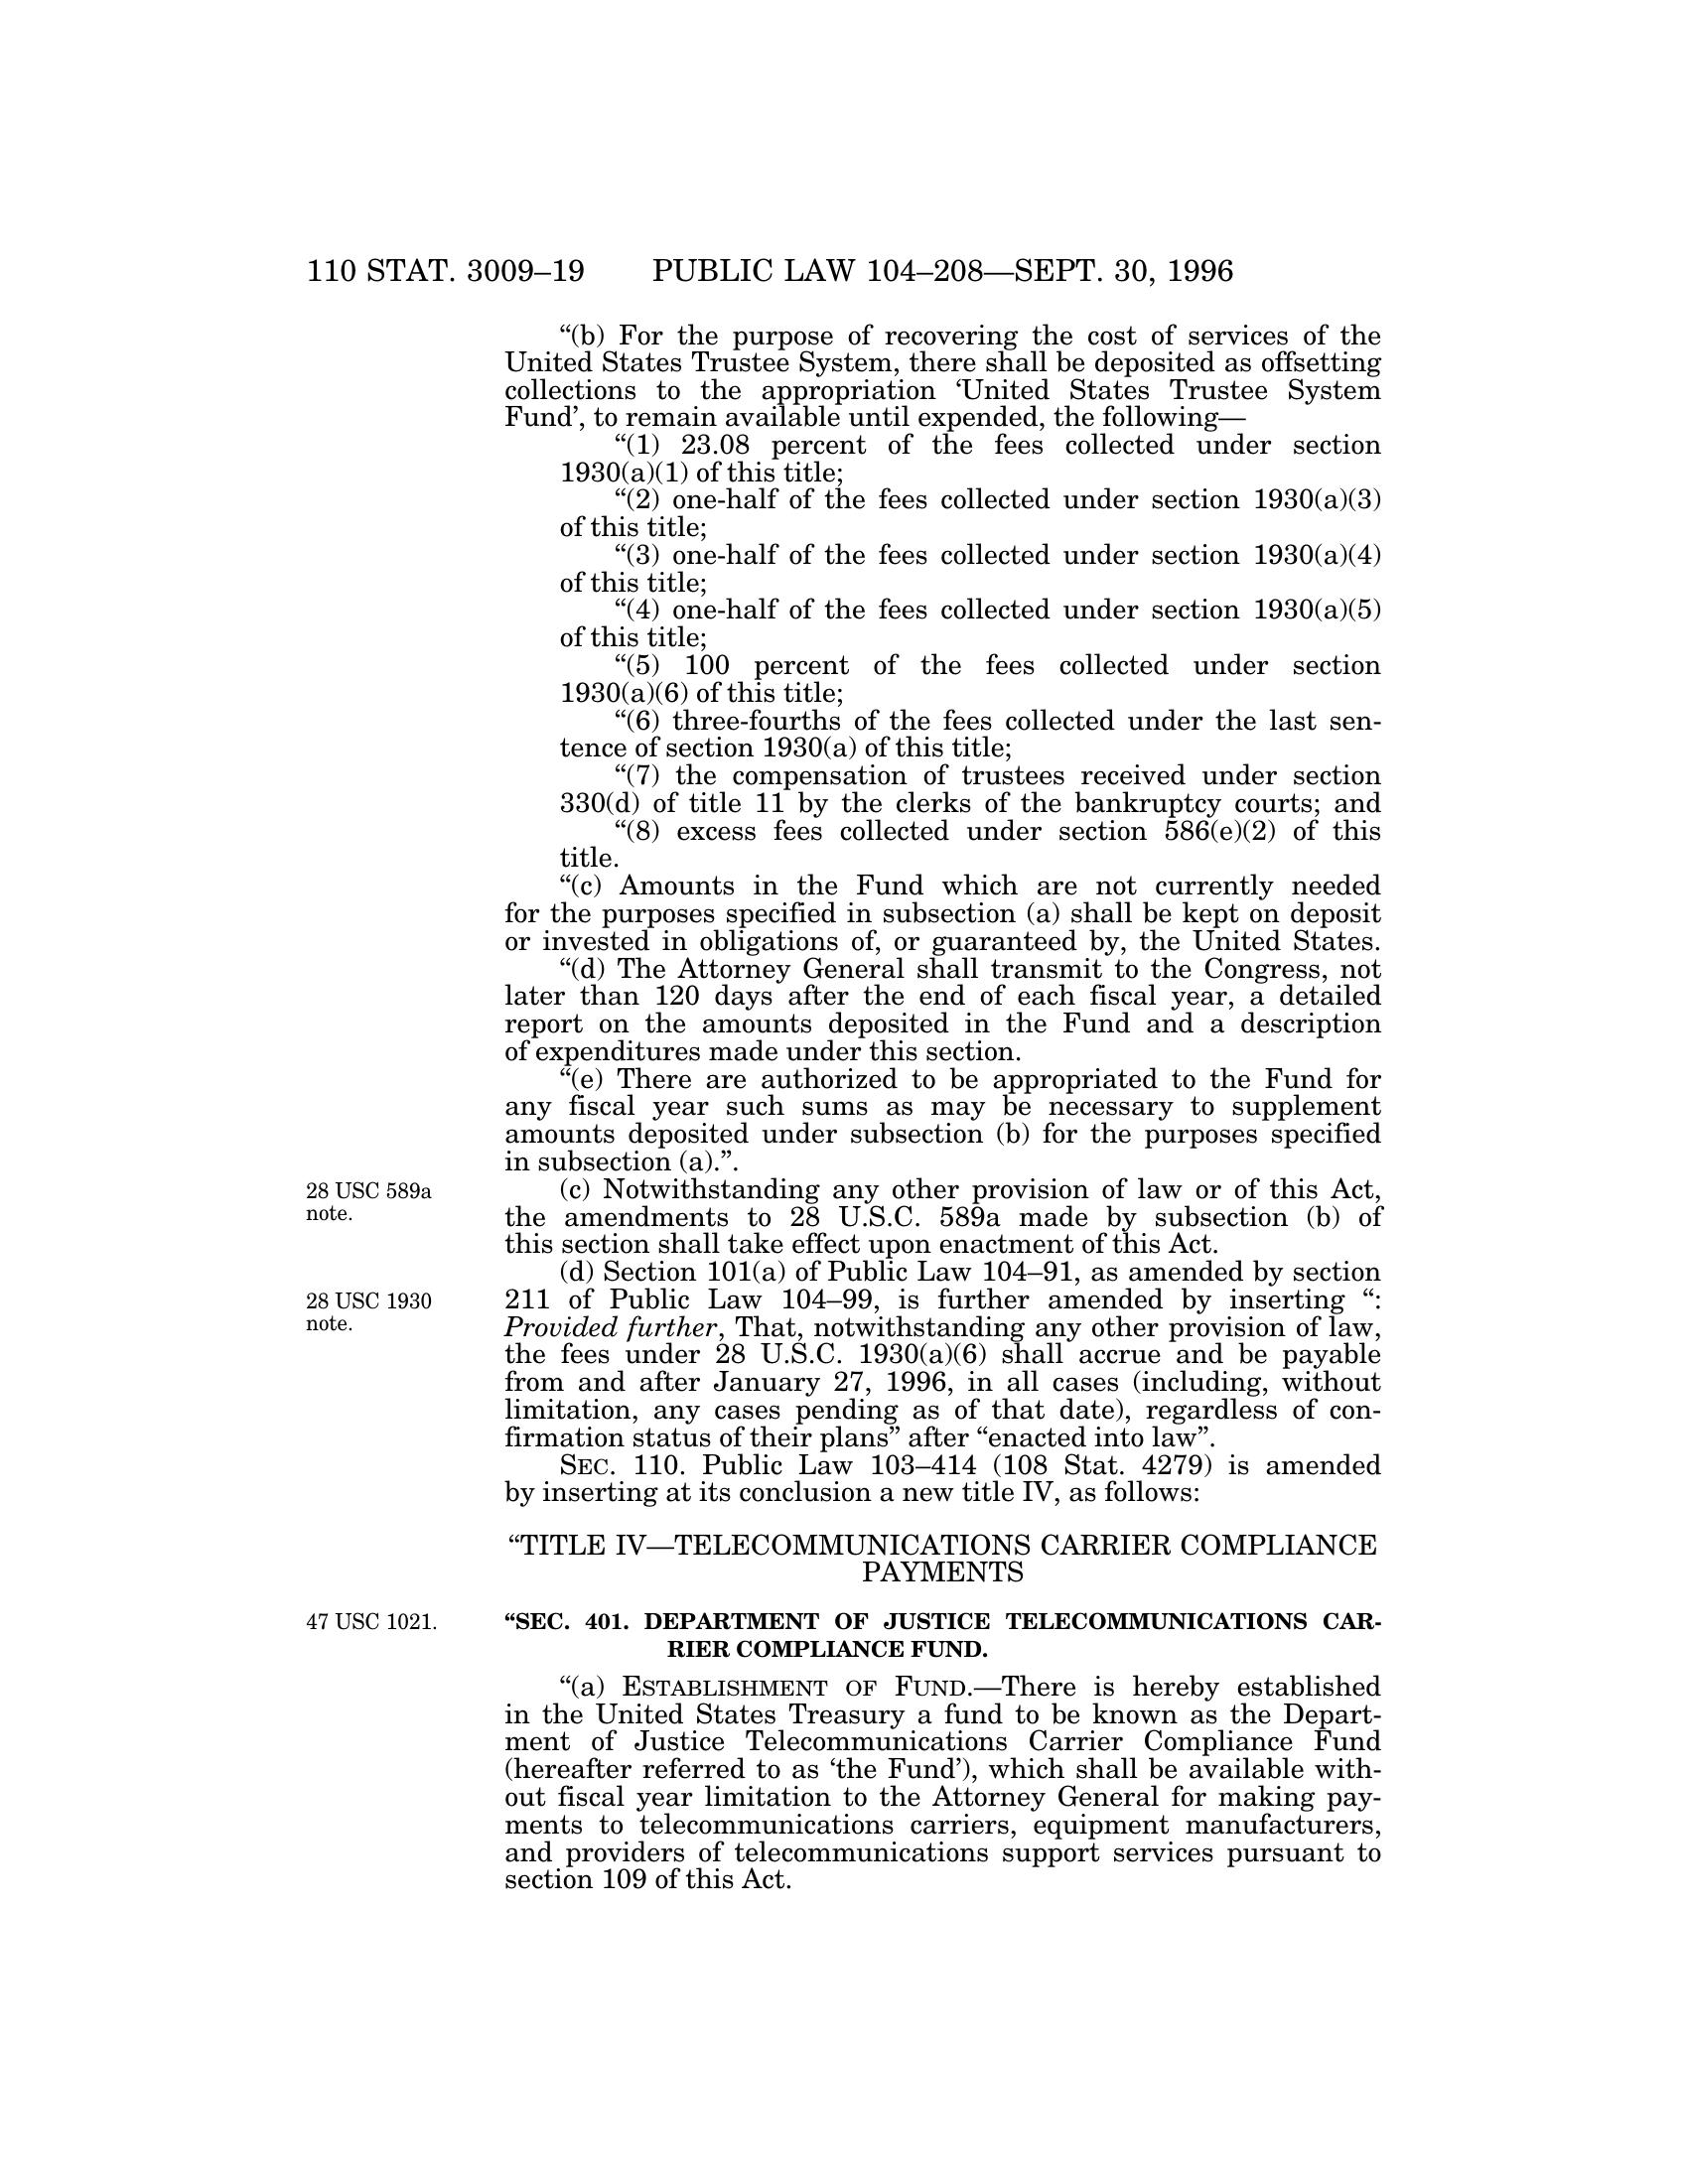 110 STAT. 3009–19 PUBLIC LAW 104–208—SEPT. 30, 1996
“(b) For the purpose of recovering the cost of services of the
United States Trustee System, there shall be deposited as offsetting
collections to the appropriation ‘United States Trustee System
Fund’, to remain available until expended, the following—
“(1) 23.08 percent of the fees collected under section
1930(a)(1) of this title;
“(2) one-half of the fees collected under section 1930(a)(3)
of this title;
“(3) one-half of the fees collected under section 1930(a)(4)
of this title;
“(4) one-half of the fees collected under section 1930(a)(5)
of this title;
“(5) 100 percent of the fees collected under section
1930(a)(6) of this title;
“(6) three-fourths of the fees collected under the last sen-
tence of section 1930(a) of this title;
“(7) the compensation of trustees received under section
330(d) of title 11 by the clerks of the bankruptcy courts; and
“(8) excess fees collected under section 586(e)(2) of this
title.
“(c) Amounts in the Fund which are not currently needed
for the purposes specified in subsection (a) shall be kept on deposit
or invested in obligations of, or guaranteed by, the United States.
“(d) The Attorney General shall transmit to the Congress, not
later than 120 days after the end of each fiscal year, a detailed
report on the amounts deposited in the Fund and a description
of expenditures made under this section.
“(e) There are authorized to be appropriated to the Fund for
any fiscal year such sums as may be necessary to supplement
amounts deposited under subsection (b) for the purposes specified
in subsection (a).”.
28 USC 589a
note.
(c) Notwithstanding any other provision of law or of this Act,
the amendments to 28 U.S.C. 589a made by subsection (b) of
this section shall take effect upon enactment of this Act.
(d) Section 101(a) of Public Law 104–91, as amended by section
28 USC 1930
note.
211 of Public Law 104–99, is further amended by inserting “:
Provided further, That, notwithstanding any other provision of law,
the fees under 28 U.S.C. 1930(a)(6) shall accrue and be payable
from and after January 27, 1996, in all cases (including, without
limitation, any cases pending as of that date), regardless of con-
firmation status of their plans” after “enacted into law”.
SEC. 110. Public Law 103–414 (108 Stat. 4279) is amended
by inserting at its conclusion a new title IV, as follows:
“TITLE IV—TELECOMMUNICATIONS CARRIER COMPLIANCE
PAYMENTS
47 USC 1021.
“SEC. 401. DEPARTMENT OF JUSTICE TELECOMMUNICATIONS CAR-
RIER COMPLIANCE FUND.
“(a) ESTABLISHMENT OF FUND.—There is hereby established
in the United States Treasury a fund to be known as the Depart-
ment of Justice Telecommunications Carrier Compliance Fund
(hereafter referred to as ‘the Fund’), which shall be available with-
out fiscal year limitation to the Attorney General for making pay-
ments to telecommunications carriers, equipment manufacturers,
and providers of telecommunications support services pursuant to
section 109 of this Act.